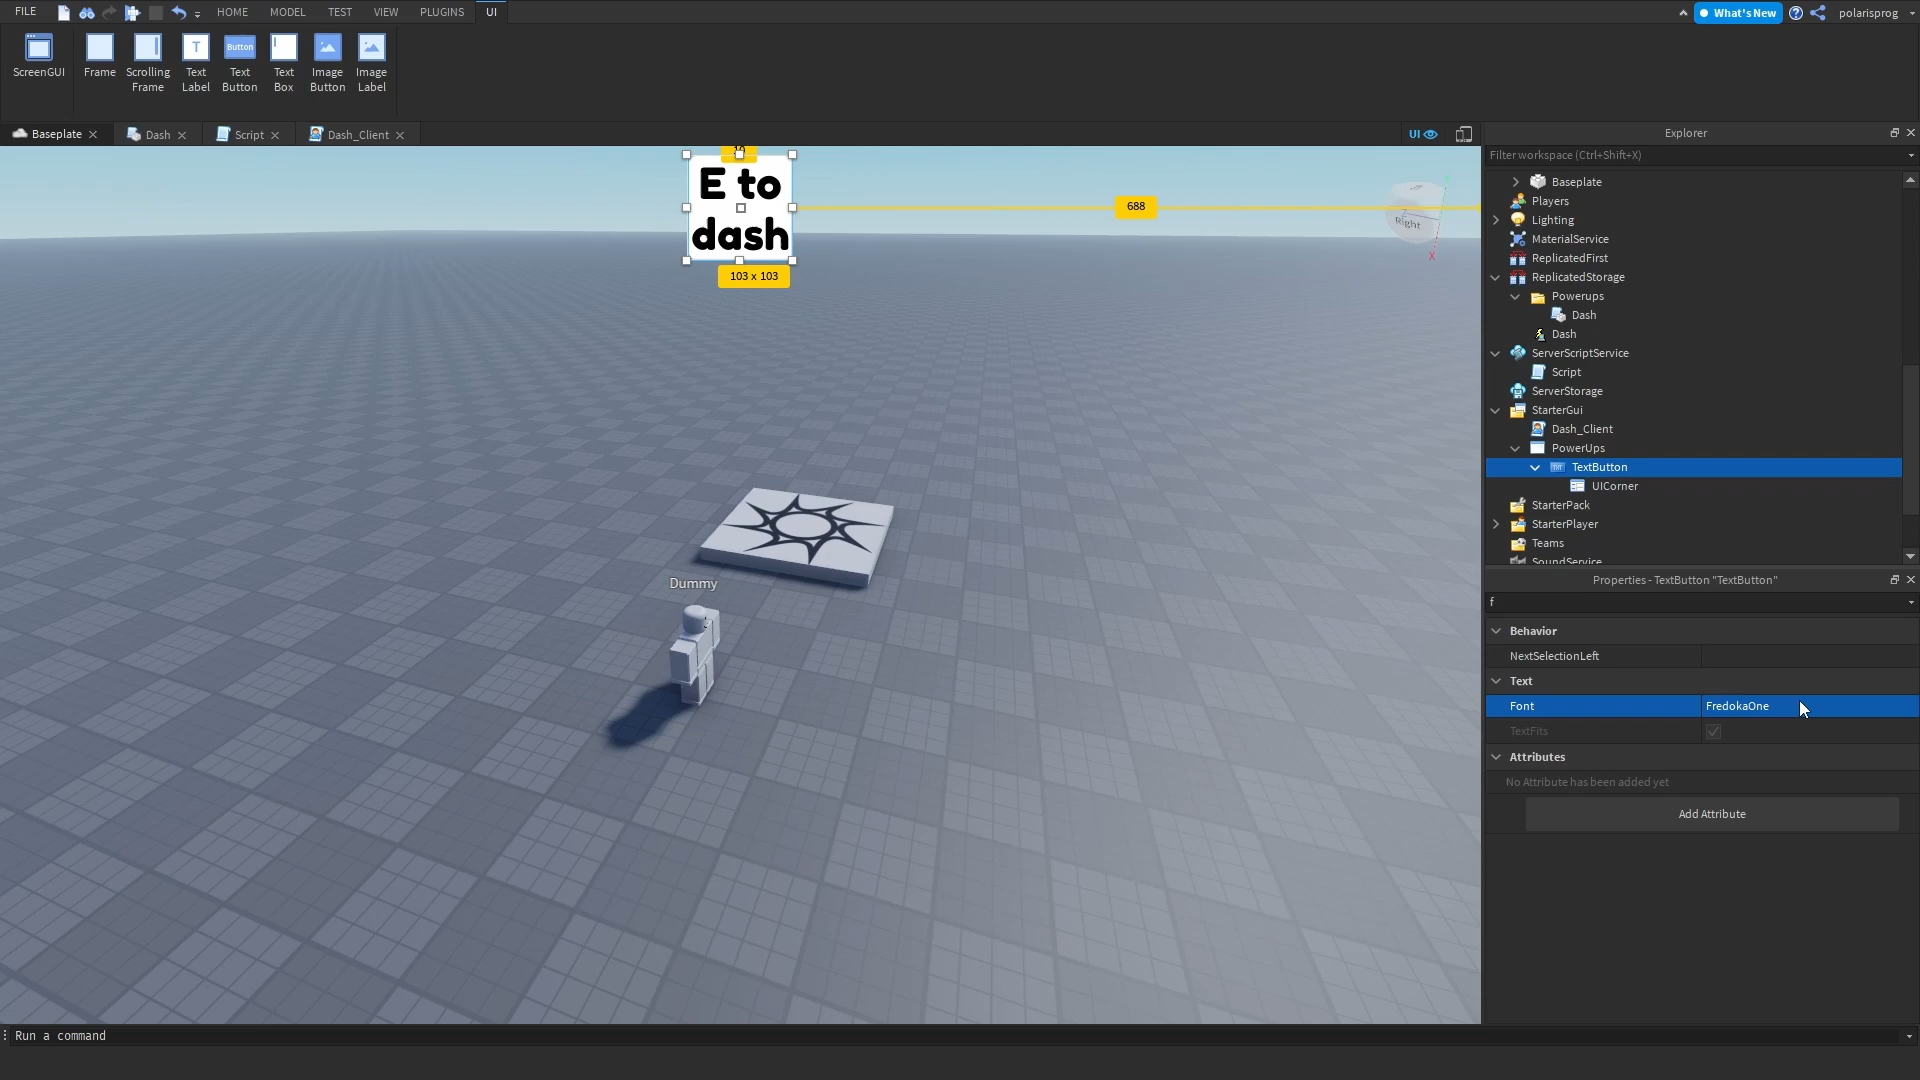 FILE
HOME
MODEL
TEST
VIEW
PLUGINS
UI
What's New
polarisprog
ScreenGUI
Frame
Scrolling
Frame
Text
Label
Button
Text
Button
Text
Box
Image
Button
Image
Label
Baseplate
Dash
Script
Dash_Client
UI
Explorer
Filter workspace (Ctrl+Shift+X)
E to
dash
103 x 103
688
Right
X
Dummy
Baseplate
Players
Lighting
MaterialService
ReplicatedFirst
ReplicatedStorage
Powerups
Dash
Dash
ServerScriptService
Script
ServerStorage
StarterGui
Dash_Client
PowerUps
TextButton
UICorner
StarterPack
StarterPlayer
Teams
SoundService
Properties - TextButton "TextButton"
f
Behavior
NextSelectionLeft
Text
Font FredokaOne
TextFits
Attributes
No Attribute has been added yet
Add Attribute
Run a command